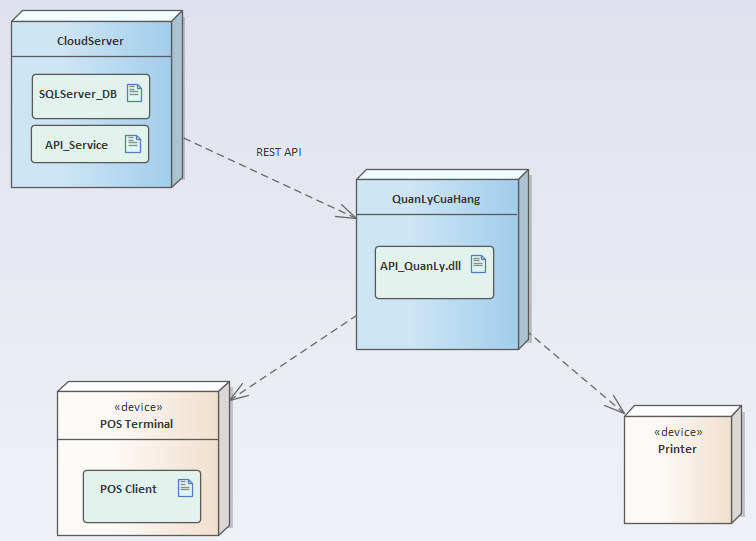 CloudServer
SQLServer_DB
API_Service
REST API
QuanLyCuaHang
API_QuanLy.dll
«device»
POS Terminal
POS Client
«device»
Printer